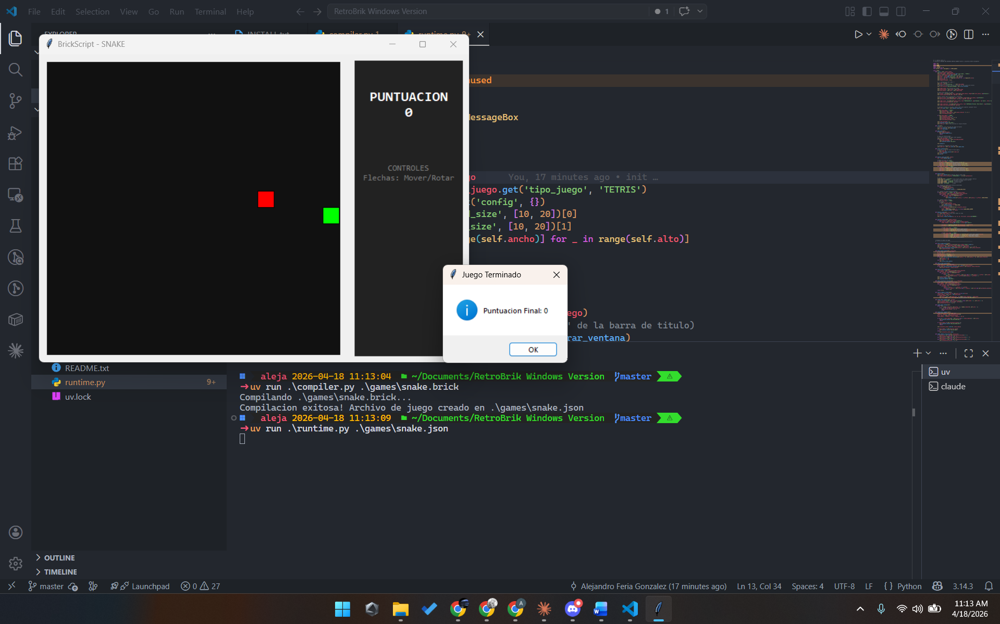 File Edit Selection View Go Run Terminal Help
RetroBrik Windows Version
1
BrickScript - SNAKE
PUNTUACION
0
CONTROLES
Flechas: Mover/Rotar
used
MessageBox
go You, 17 minutes ago • init …
_juego.get('tipo_juego', 'TETRIS')
('config', {})
_size', [10, 20])[0]
size', [10, 20])[1]
ge(self.ancho)] for _ in range(self.alto)]
ego)
' de la barra de titulo)
rar_ventana)
Juego Terminado
Puntuacion Final: 0
OK
README.txt
runtime.py 9+
uv.lock
OUTLINE
TIMELINE
aleja 2026-04-18 11:13:04 ~/Documents/RetroBrik Windows Version master
uv run .\compiler.py .\games\snake.brick
Compilando .\games\snake.brick...
Compilacion exitosa! Archivo de juego creado en .\games\snake.json
aleja 2026-04-18 11:13:09 ~/Documents/RetroBrik Windows Version master
uv run .\runtime.py .\games\snake.json
uv
claude
master Launchpad 0 27
Alejandro Feria Gonzalez (17 minutes ago) Ln 13, Col 34 Spaces: 4 UTF-8 LF { } Python 3.14.3
11:13 AM
4/18/2026